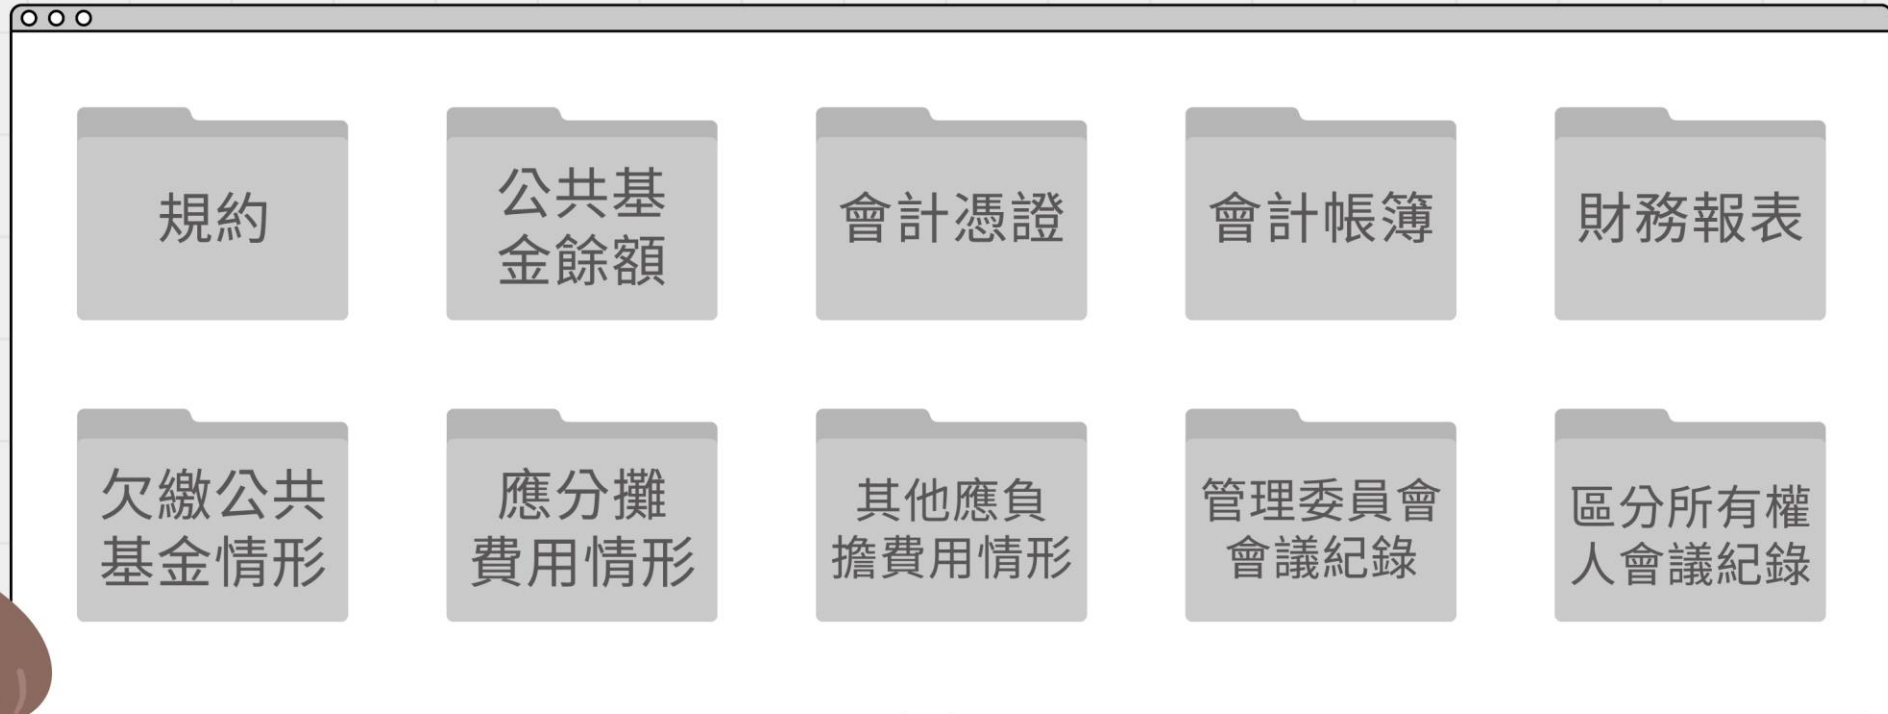 規約
公共基
金餘額
會計憑證
會計帳簿
財務報表
欠繳公共
基金情形
應分攤
費用情形
其他應負
擔費用情形
管理委員會
會議紀錄
區分所有權
人會議紀錄